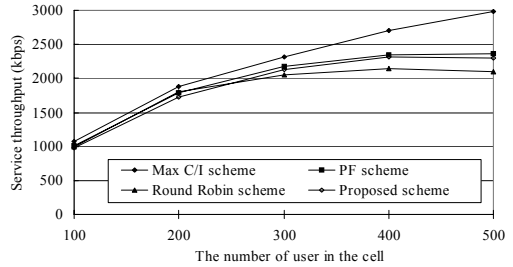 Service throughput (kbps)
3000
2500
2000
1500
1000
500
0
Max C/I scheme
PF scheme
Round Robin scheme
Proposed scheme
100
200
300
400
500
The number of user in the cell